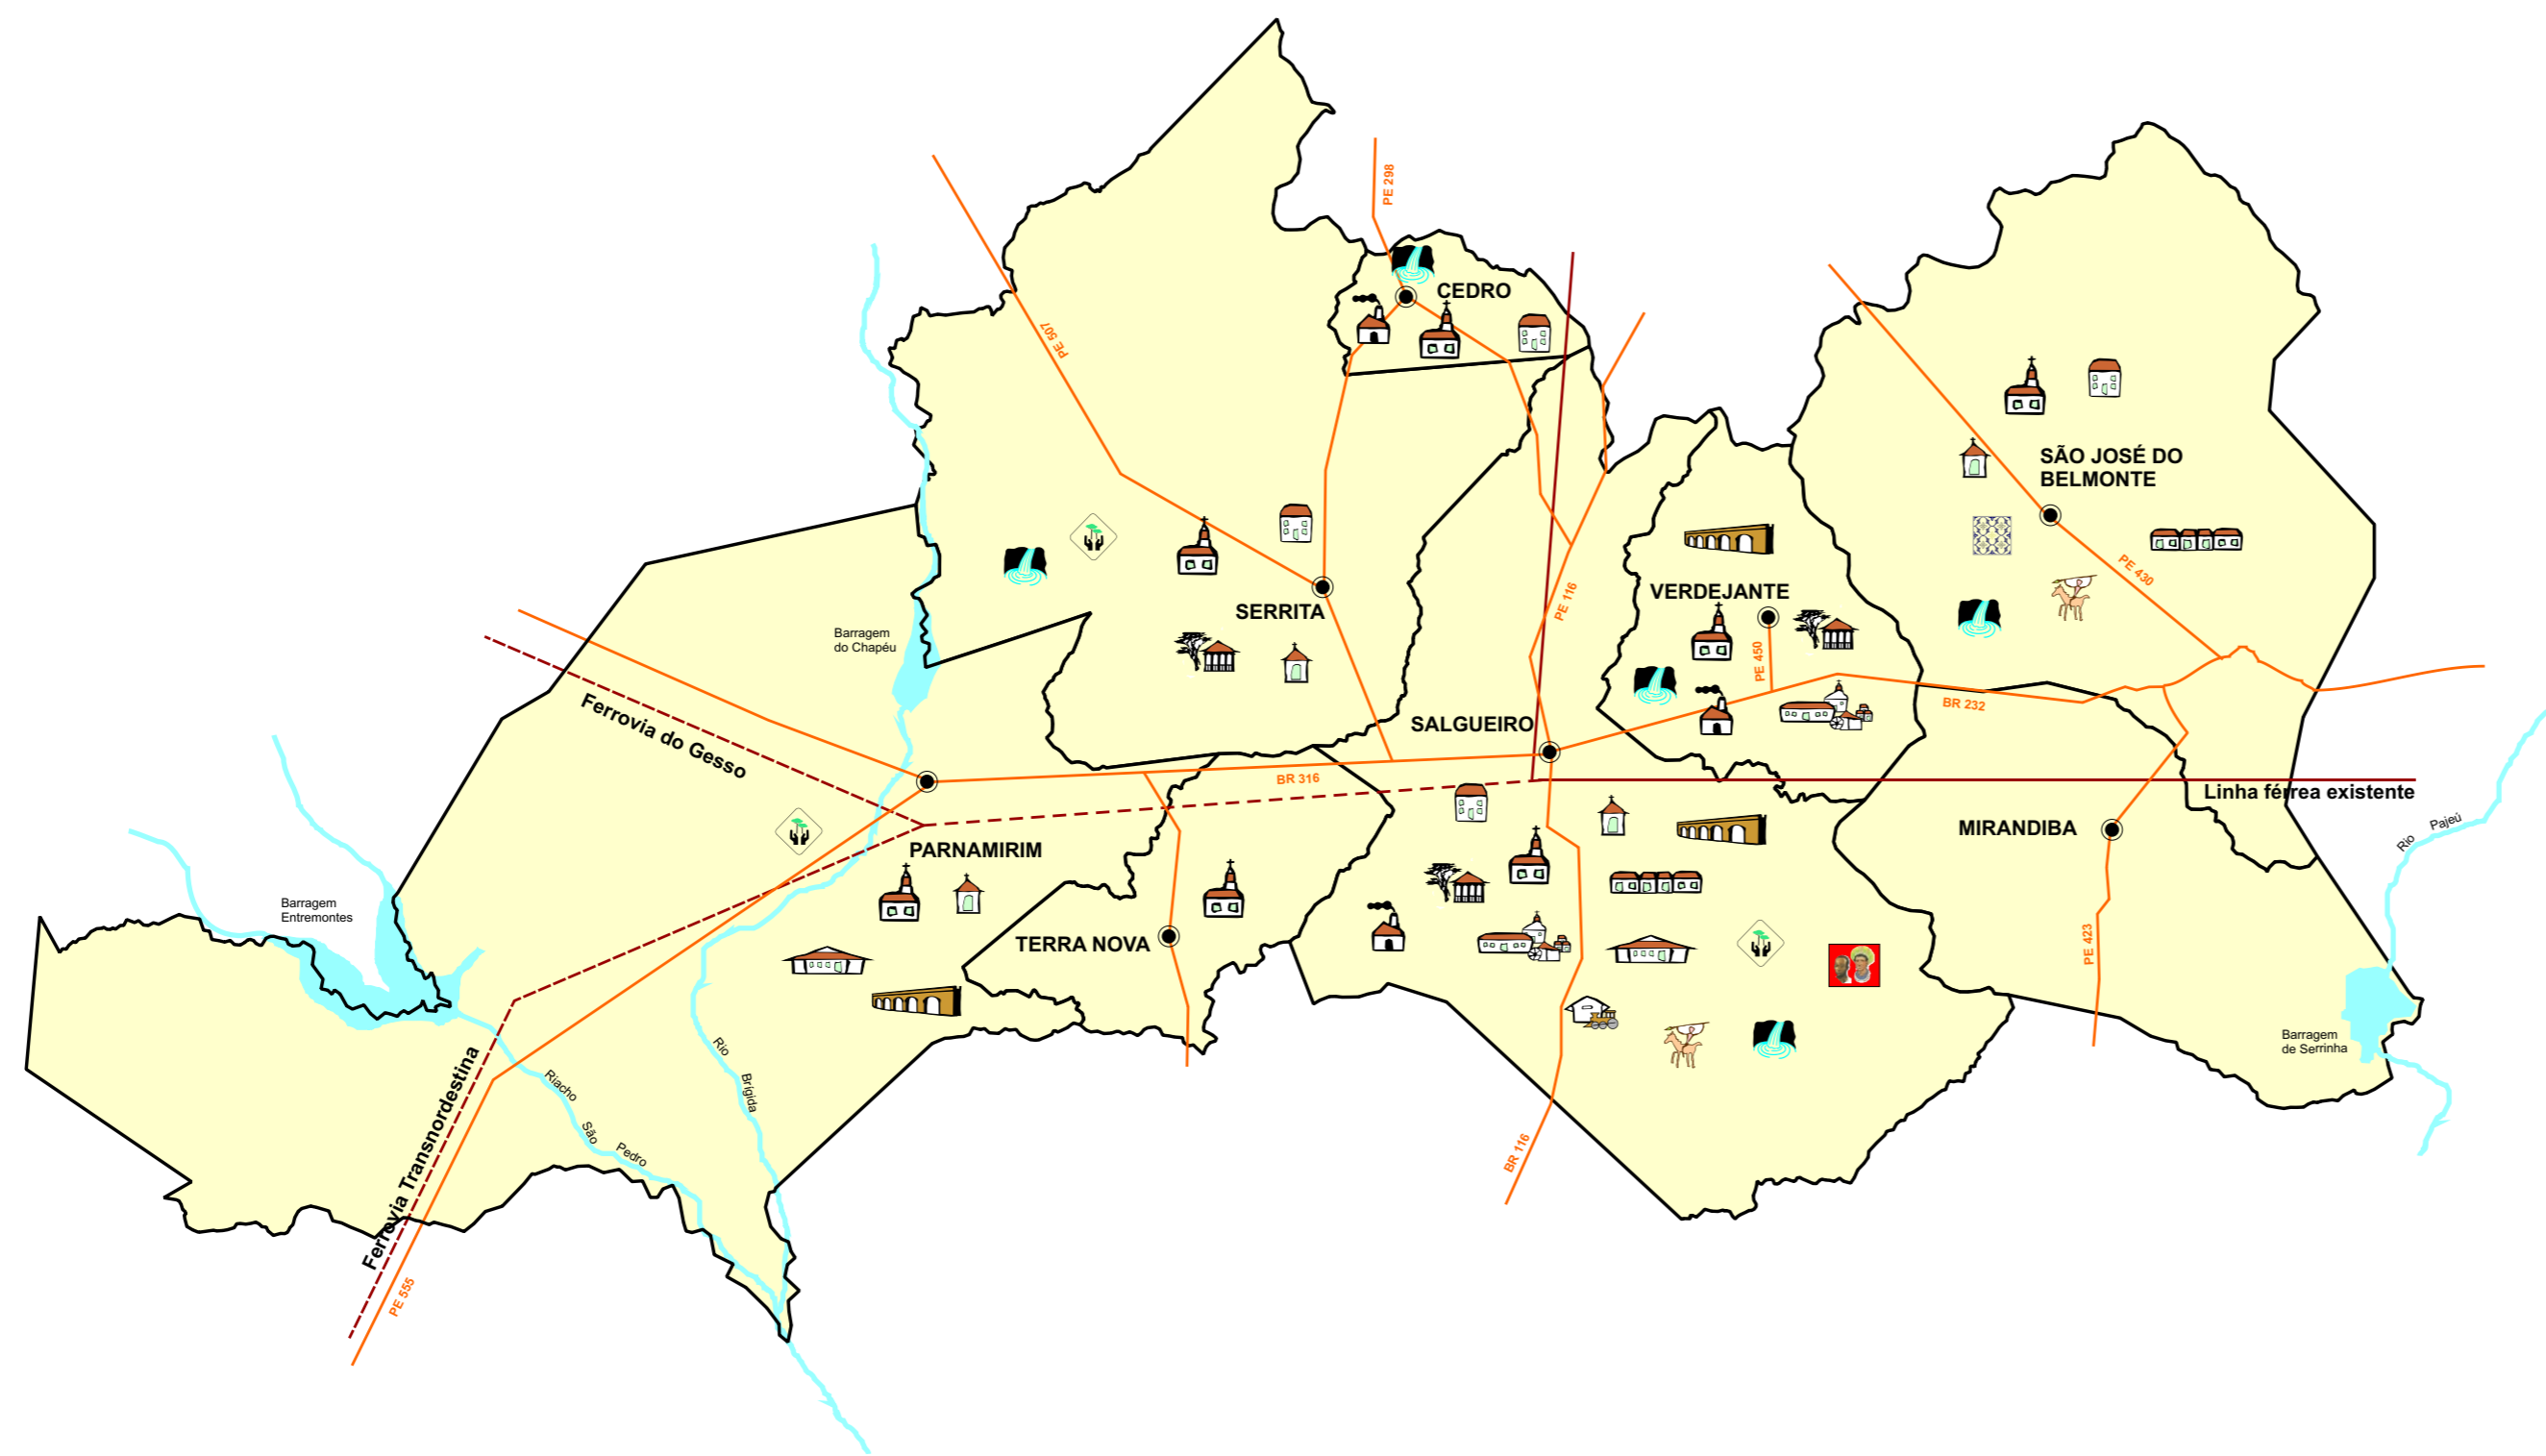 PE 298
CEDRO
PE 507
SÃO JOSÉ DO
BELMONTE
PE 430
VERDEJANTE
PE 116
SERRITA
Barragem
do Chapéu
PE 450
Ferrovia do Gesso
SALGUEIRO
BR 232
BR 316
Linha férrea existente
MIRANDIBA
Rio Pajeú
PARNAMIRIM
Barragem
Entremontes
TERRA NOVA
PE 423
Barragem
de Serrinha
Rio Brígida
Riacho São Pedro
Ferrovia Transnordestina
BR 116
PE 555